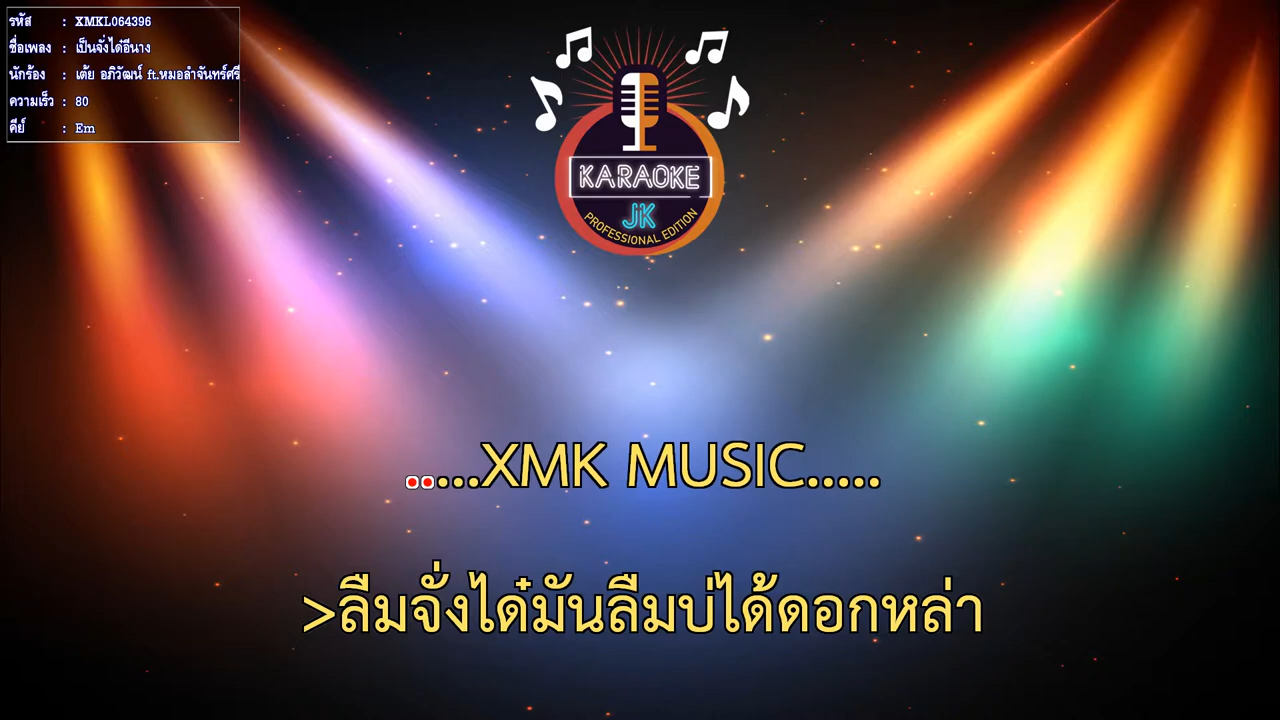 รหัส : XMKL064396
ชื่อเพลง : เป็นจั่งได๋อีนาง
นักร้อง : เต้ย อภิวัฒน์ ft.หมอลำจันทร์ศรี
ความเร็ว : 80
คีย์ : Em
KARAOKE
JK
PROFESSIONAL EDITION
.....XMK MUSIC.....
>ลืมจั่งได๋มันลืมบ่ได้ดอกหล่า